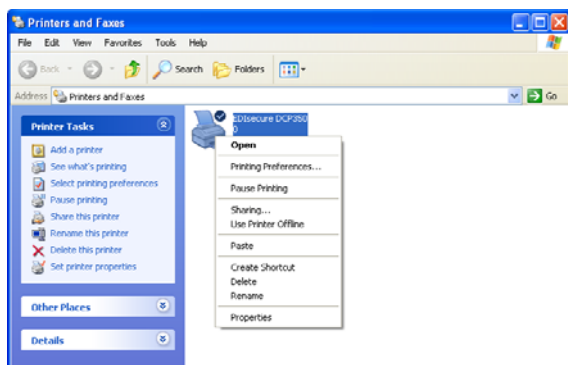 Printers and Faxes
File Edit View Favorites Tools Help
Back Search Folders
Address Printers and Faxes Go
Printer Tasks
Add a printer
See what's printing
Select printing preferences
Pause printing
Share this printer
Rename this printer
Delete this printer
Set printer properties
Other Places
Details
EDIsecure DCP350
0
Open
Printing Preferences...
Pause Printing
Sharing...
Use Printer Offline
Paste
Create Shortcut
Delete
Rename
Properties